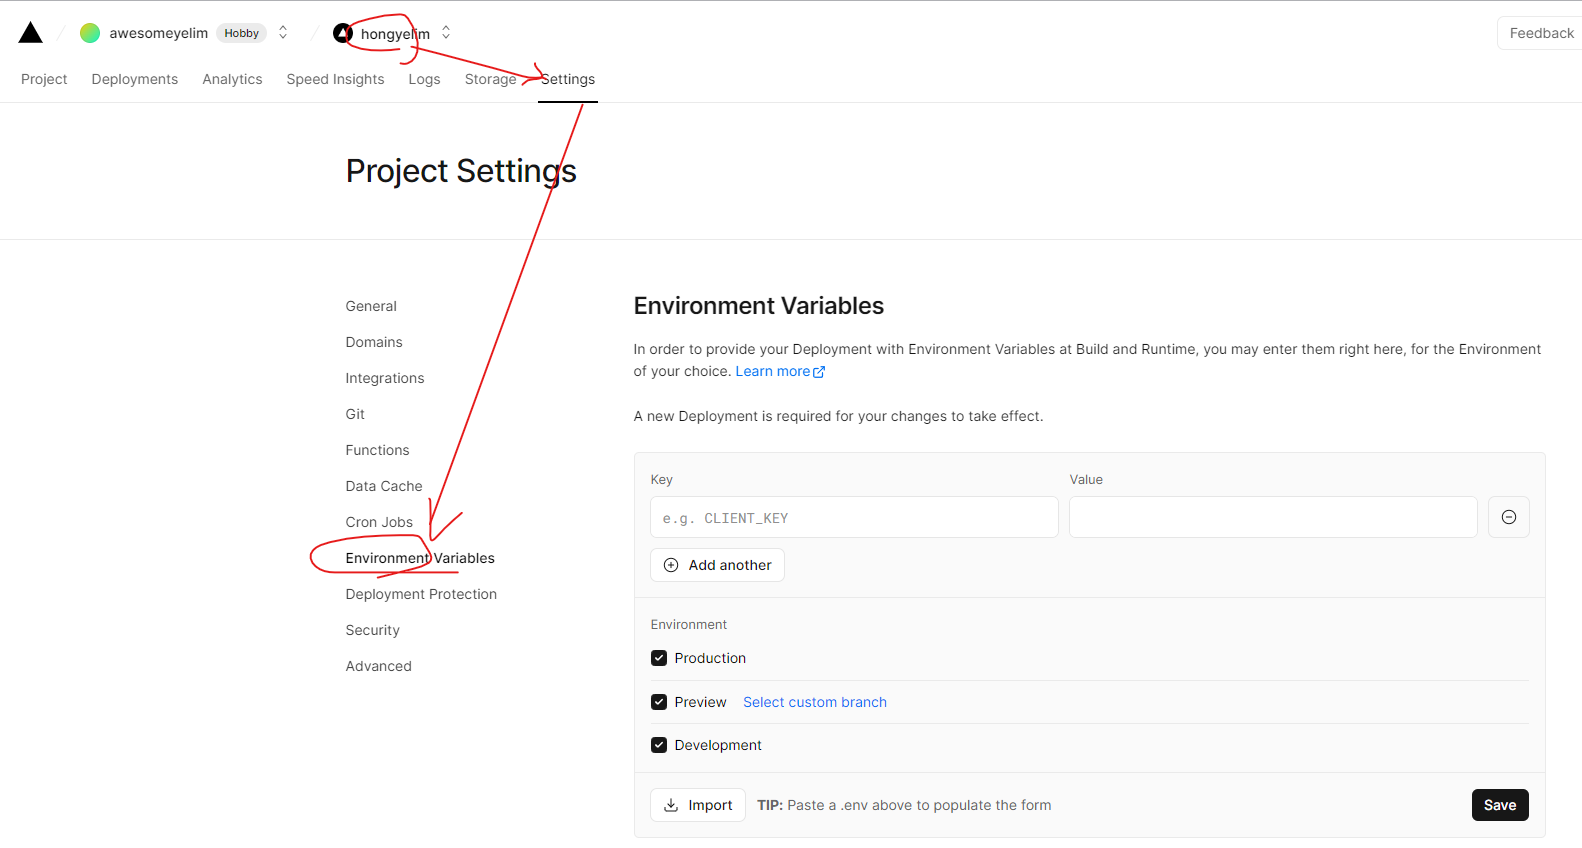 awesomeyelim Hobby hongyelim Feedback
Project Deployments Analytics Speed Insights Logs Storage Settings
Project Settings
General
Domains
Integrations
Git
Functions
Data Cache
Cron Jobs
Environment Variables
Deployment Protection
Security
Advanced
Environment Variables
In order to provide your Deployment with Environment Variables at Build and Runtime, you may enter them right here, for the Environment
of your choice. Learn more
A new Deployment is required for your changes to take effect.
Key Value
e.g. CLIENT_KEY
Add another
Environment
Production
Preview Select custom branch
Development
Import TIP: Paste a .env above to populate the form Save